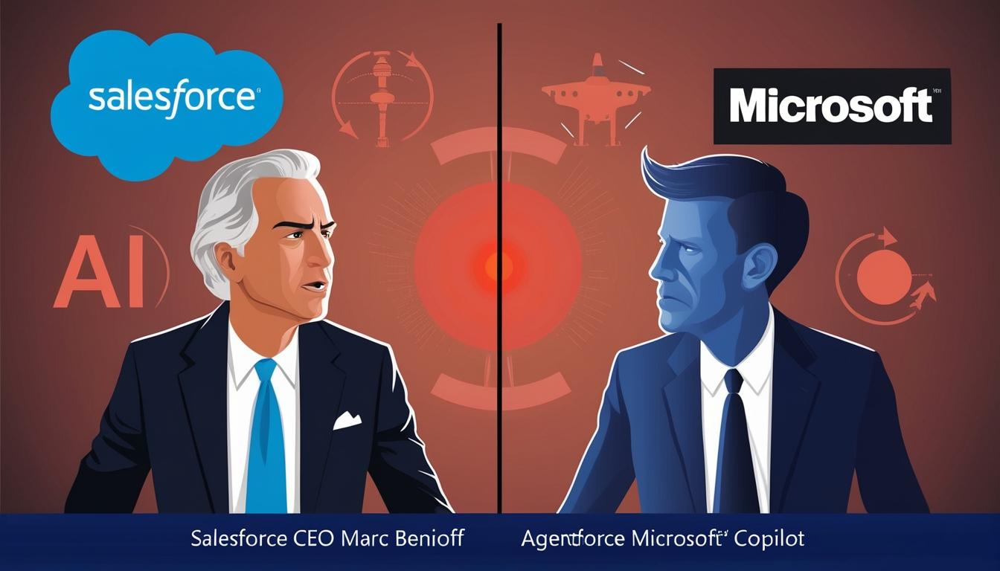 salesforce
Microsoft
AI
Salesforce CEO Marc Benioff
Agentforce Microsoft Copilot